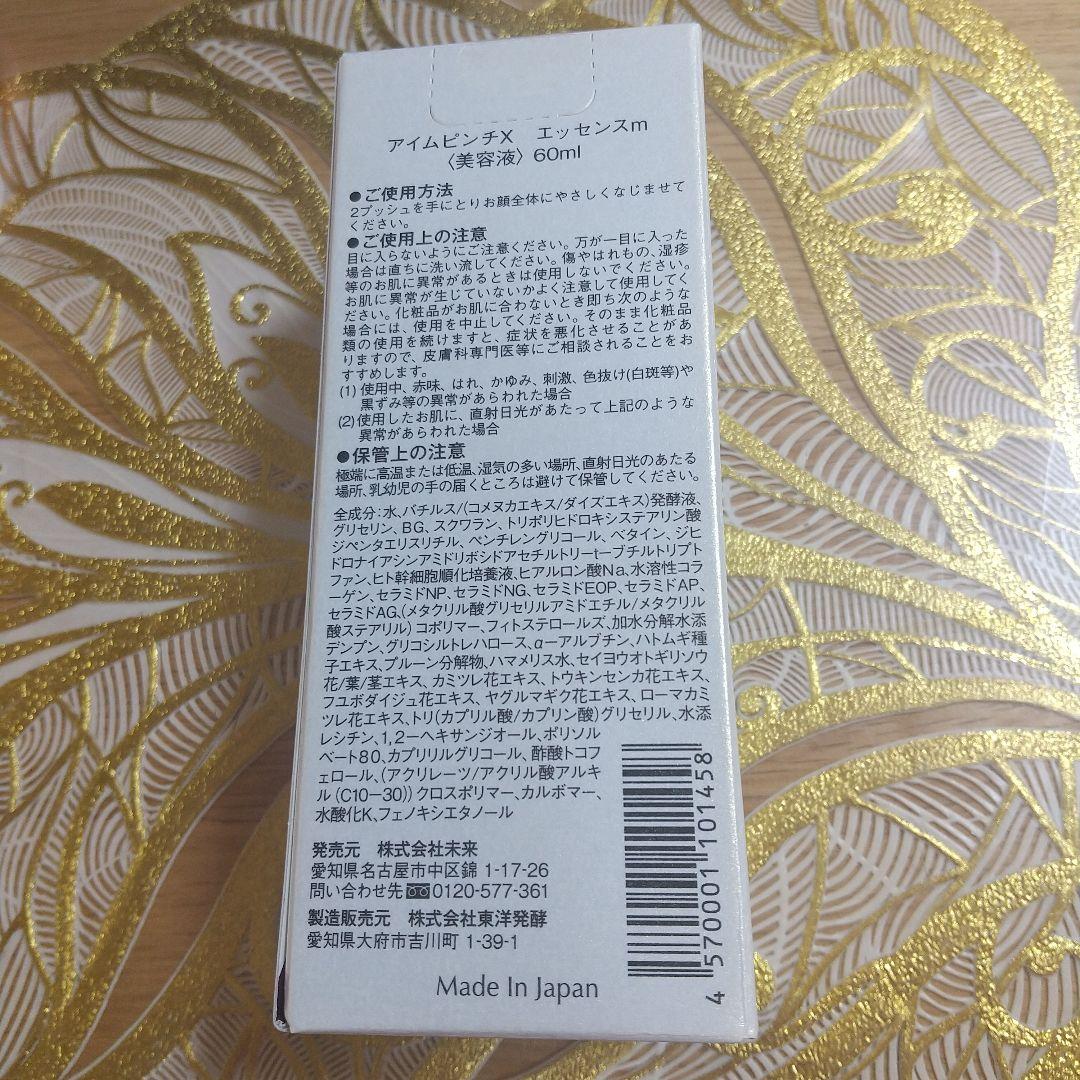 アイムピンチX　エッセンスm
〈美容液〉60ml
●ご使用方法
2プッシュを手にとりお顔全体にやさしくなじませて
ください。
●ご使用上の注意
目に入らないようにご注意ください。万が一目に入った
場合は直ちに洗い流してください。傷やはれもの、湿疹
等のお肌に異常があるときは使用しないでください。
お肌に異常が生じていないかよく注意して使用してく
ださい。化粧品がお肌に合わないとき即ち次のような
場合には、使用を中止してください。そのまま化粧品
類の使用を続けますと、症状を悪化させることがあ
りますので、皮膚科専門医等にご相談されることをお
すすめします。
(1) 使用中、赤味、はれ、かゆみ、刺激、色抜け(白斑等)や
黒ずみ等の異常があらわれた場合
(2)使用したお肌に、直射日光があたって上記のような
異常があらわれた場合
●保管上の注意
極端に高温または低温、湿気の多い場所、直射日光のあたる
場所、乳幼児の手の届くところは避けて保管してください。
全成分:水、バチルス/(コメヌカエキス/ダイズエキス)発酵液、
グリセリン、BG、スクワラン、トリポリヒドロキシステアリン酸
ジペンタエリスリチル、ペンチレングリコール、ベタイン、ジヒ
ドロナイアシンアミドリボシドアセチルトリーt−ブチルトリプト
ファン、ヒト幹細胞順化培養液、ヒアルロン酸Na、水溶性コラ
ーゲン、セラミドNP、セラミドNG、セラミドEOP、セラミドAP、
セラミドAG、(メタクリル酸グリセリルアミドエチル/メタクリル
酸ステアリル)コポリマー、フィトステロールズ、加水分解水添
デンプン、グリコシルトレハロース、α−アルブチン、ハトムギ種
子エキス、プルーン分解物、ハマメリス水、セイヨウオトギリソウ
花/葉/茎エキス、カミツレ花エキス、トウキンセンカ花エキス、
フユボダイジュ花エキス、ヤグルマギク花エキス、ローマカミ
ツレ花エキス、トリ(カプリル酸/カプリン酸)グリセリル、水添
レシチン、1,2−ヘキサンジオール、ポリソル
ベート80、カプリリルグリコール、酢酸トコフ
ェロール、(アクリレーツ/アクリル酸アルキ
ル(C10−30))クロスポリマー、カルボマー、
水酸化K、フェノキシエタノール
発売元　株式会社未来
愛知県名古屋市中区錦 1-17-26
問い合わせ先 0120-577-361
製造販売元　株式会社東洋発酵
愛知県大府市吉川町 1-39-1
Made In Japan
4 570001 101458